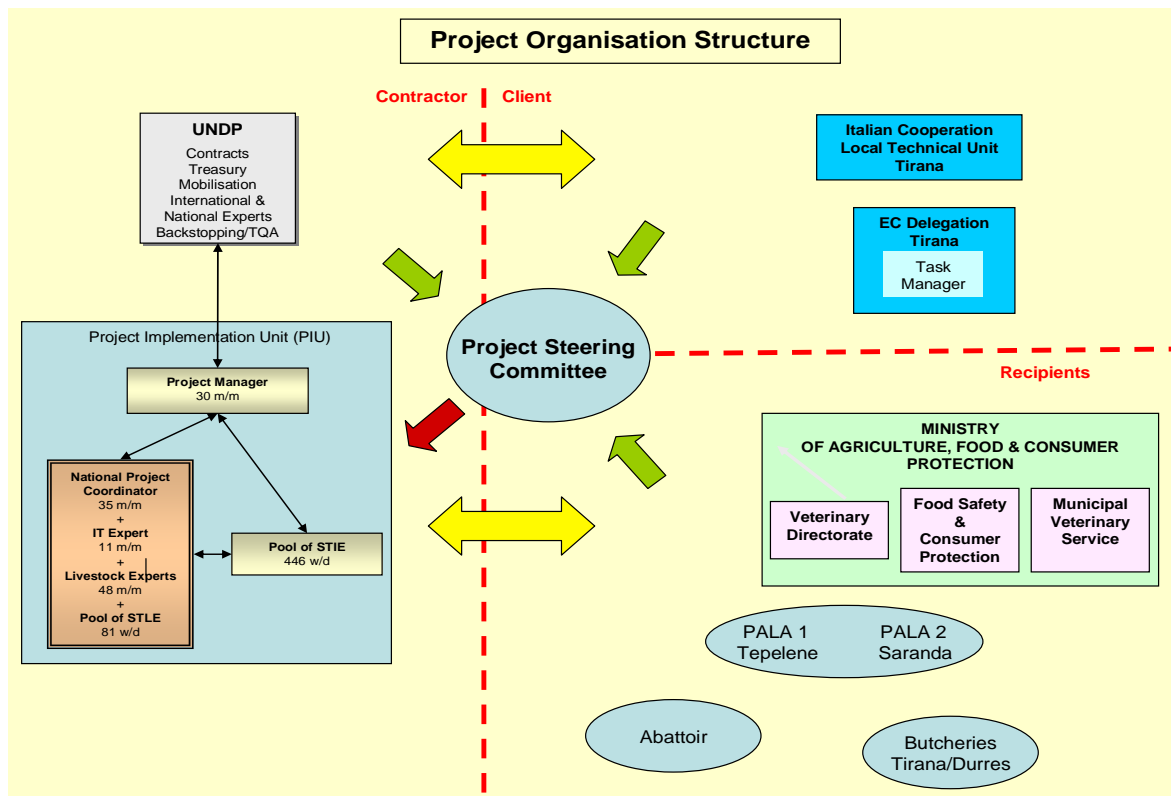 Project Organisation Structure
Contractor
Client
UNDP
Contracts
Treasury
Mobilisation
International &
National Experts
Backstopping/TQA
Italian Cooperation
Local Technical Unit
Tirana
EC Delegation
Tirana
Task
Manager
Project Steering
Committee
Recipients
Project Implementation Unit (PIU)
Project Manager
30 m/m
National Project
Coordinator
35 m/m
+
IT Expert
11 m/m
+
Livestock Experts
48 m/m
+
Pool of STLE
81 w/d
Pool of STIE
446 w/d
MINISTRY
OF AGRICULTURE, FOOD & CONSUMER
PROTECTION
Veterinary
Directorate
Food Safety
&
Consumer
Protection
Municipal
Veterinary
Service
PALA 1
Tepelene
PALA 2
Saranda
Abattoir
Butcheries
Tirana/Durres